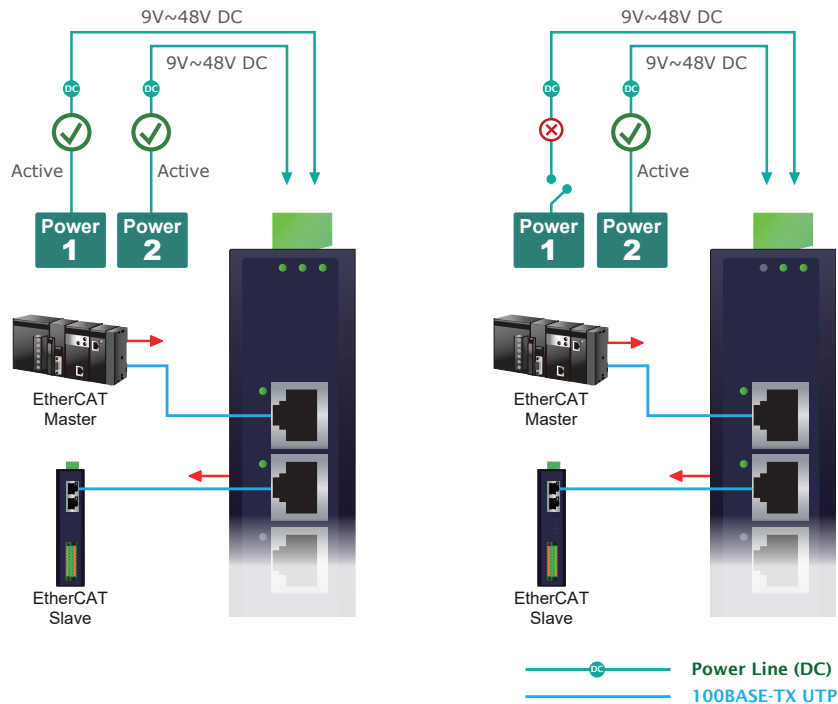 9V~48V DC
9V~48V DC
DC
DC
Active
Active
Power
1
Power
2
EtherCAT
Master
EtherCAT
Slave
9V~48V DC
9V~48V DC
DC
DC
Active
Power
1
Power
2
EtherCAT
Master
EtherCAT
Slave
DC
Power Line (DC)
100BASE-TX UTP